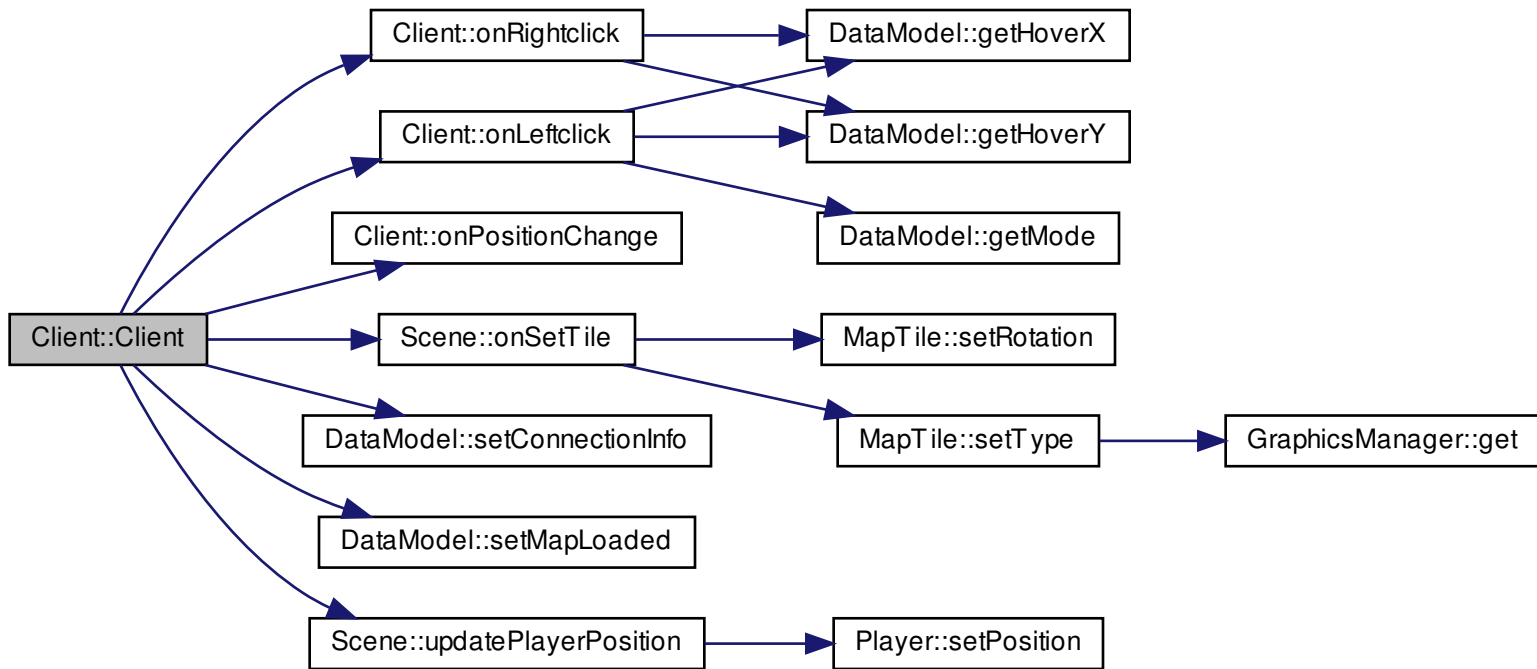 Client::onRightclick
DataModel::getHoverX
Client::onLeftclick
DataModel::getHoverY
Client::onPositionChange
DataModel::getMode
Client::Client
Scene::onSetTile
MapTile::setRotation
DataModel::setConnectionInfo
MapTile::setType
GraphicsManager::get
DataModel::setMapLoaded
Scene::updatePlayerPosition
Player::setPosition